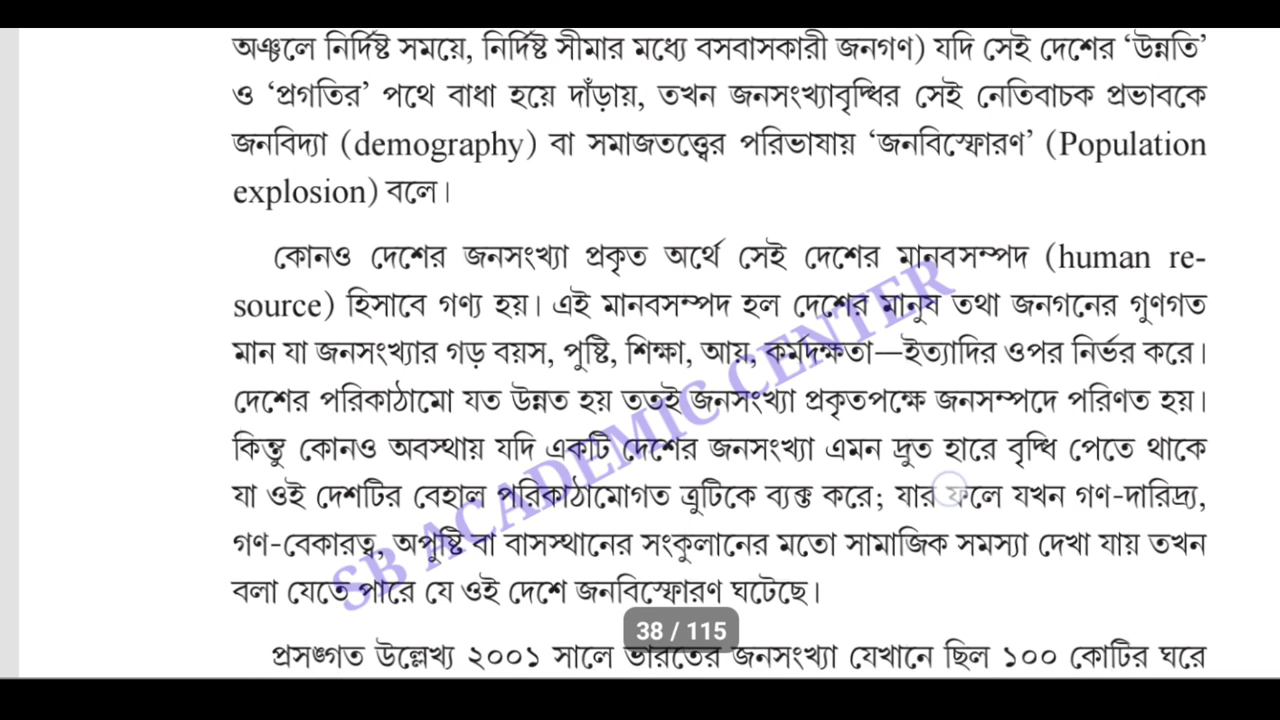 অঞ্চলে নির্দিষ্ট সময়ে, নির্দিষ্ট সীমার মধ্যে বসবাসকারী জনগণ) যদি সেই দেশের ‘উন্নতি’
ও ‘প্রগতির’ পথে বাধা হয়ে দাঁড়ায়, তখন জনসংখ্যাবৃদ্ধির সেই নেতিবাচক প্রভাবকে
জনবিদ্যা (demography) বা সমাজতত্ত্বের পরিভাষায় ‘জনবিস্ফোরণ’ (Population
explosion) বলে।
কোনও দেশের জনসংখ্যা প্রকৃত অর্থে সেই দেশের মানবসম্পদ (human re-
source) হিসাবে গণ্য হয়। এই মানবসম্পদ হল দেশের মানুষ তথা জনগনের গুণগত
মান যা জনসংখ্যার গড় বয়স, পুষ্টি, শিক্ষা, আয়, কর্মদক্ষতা—ইত্যাদির ওপর নির্ভর করে।
দেশের পরিকাঠামো যত উন্নত হয় ততই জনসংখ্যা প্রকৃতপক্ষে জনসম্পদে পরিণত হয়।
কিন্তু কোনও অবস্থায় যদি একটি দেশের জনসংখ্যা এমন দ্রুত হারে বৃদ্ধি পেতে থাকে
যা ওই দেশটির বেহাল পরিকাঠামোগত ত্রুটিকে ব্যক্ত করে; যার ফলে যখন গণ-দারিদ্র্য,
গণ-বেকারত্ব, অপুষ্টি বা বাসস্থানের সংকুলানের মতো সামাজিক সমস্যা দেখা যায় তখন
বলা যেতে পারে যে ওই দেশে জনবিস্ফোরণ ঘটেছে।
প্রসঙ্গত উল্লেখ্য ২০০১ সালে ভারতের জনসংখ্যা যেখানে ছিল ১০০ কোটির ঘরে
SB ACADEMIC CENTER
38 / 115